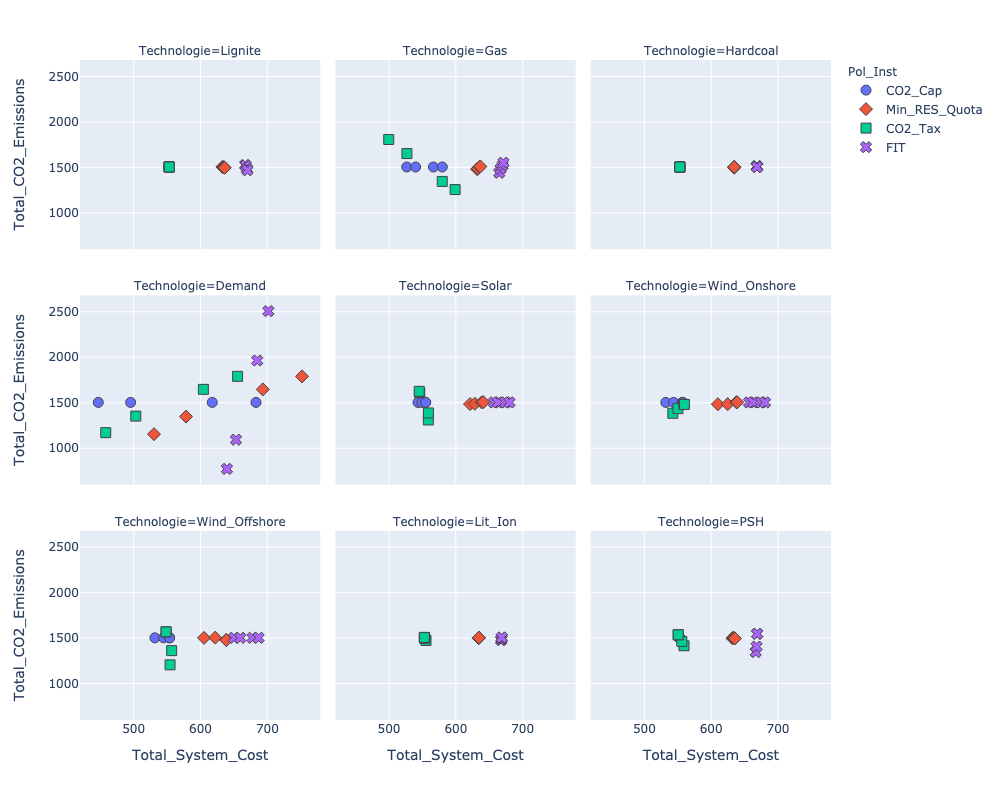 Technologie=Lignite
Technologie=Gas
Technologie=Hardcoal
Total_CO2_Emissions
2500
2000
1500
1000
Pol_Inst
CO2_Cap
Min_RES_Quota
CO2_Tax
FIT
Technologie=Demand
Technologie=Solar
Technologie=Wind_Onshore
Total_CO2_Emissions
2500
2000
1500
1000
Technologie=Wind_Offshore
Technologie=Lit_Ion
Technologie=PSH
Total_CO2_Emissions
2500
2000
1500
1000
500 600 700
500 600 700
500 600 700
Total_System_Cost
Total_System_Cost
Total_System_Cost